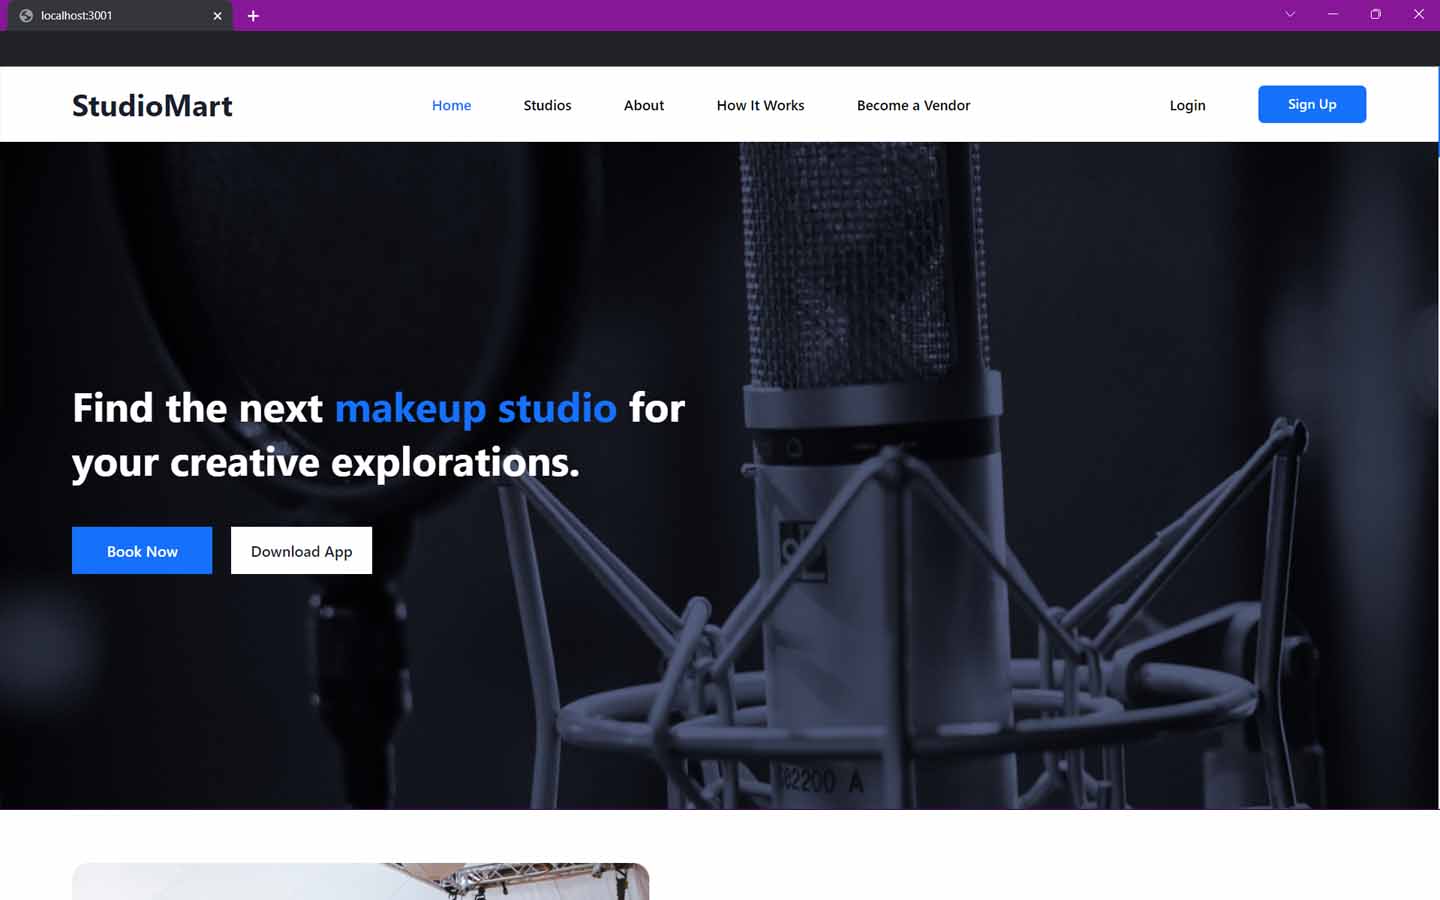 localhost:3001
StudioMart
Home Studios About How It Works Become a Vendor
Login Sign Up
Find the next makeup studio for
your creative explorations.
Book Now Download App
2200 A